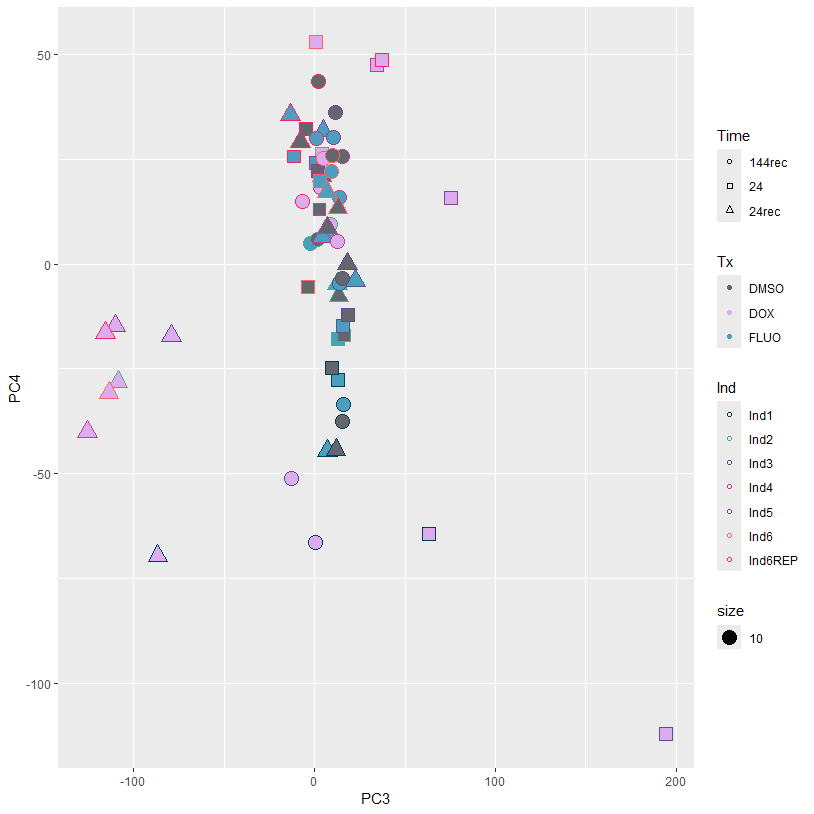 50
0
-50
-100
PC4
-100
0
100
200
PC3
Time
144rec
24
24rec
Tx
DMSO
DOX
FLUO
Ind
Ind1
Ind2
Ind3
Ind4
Ind5
Ind6
Ind6REP
size
10